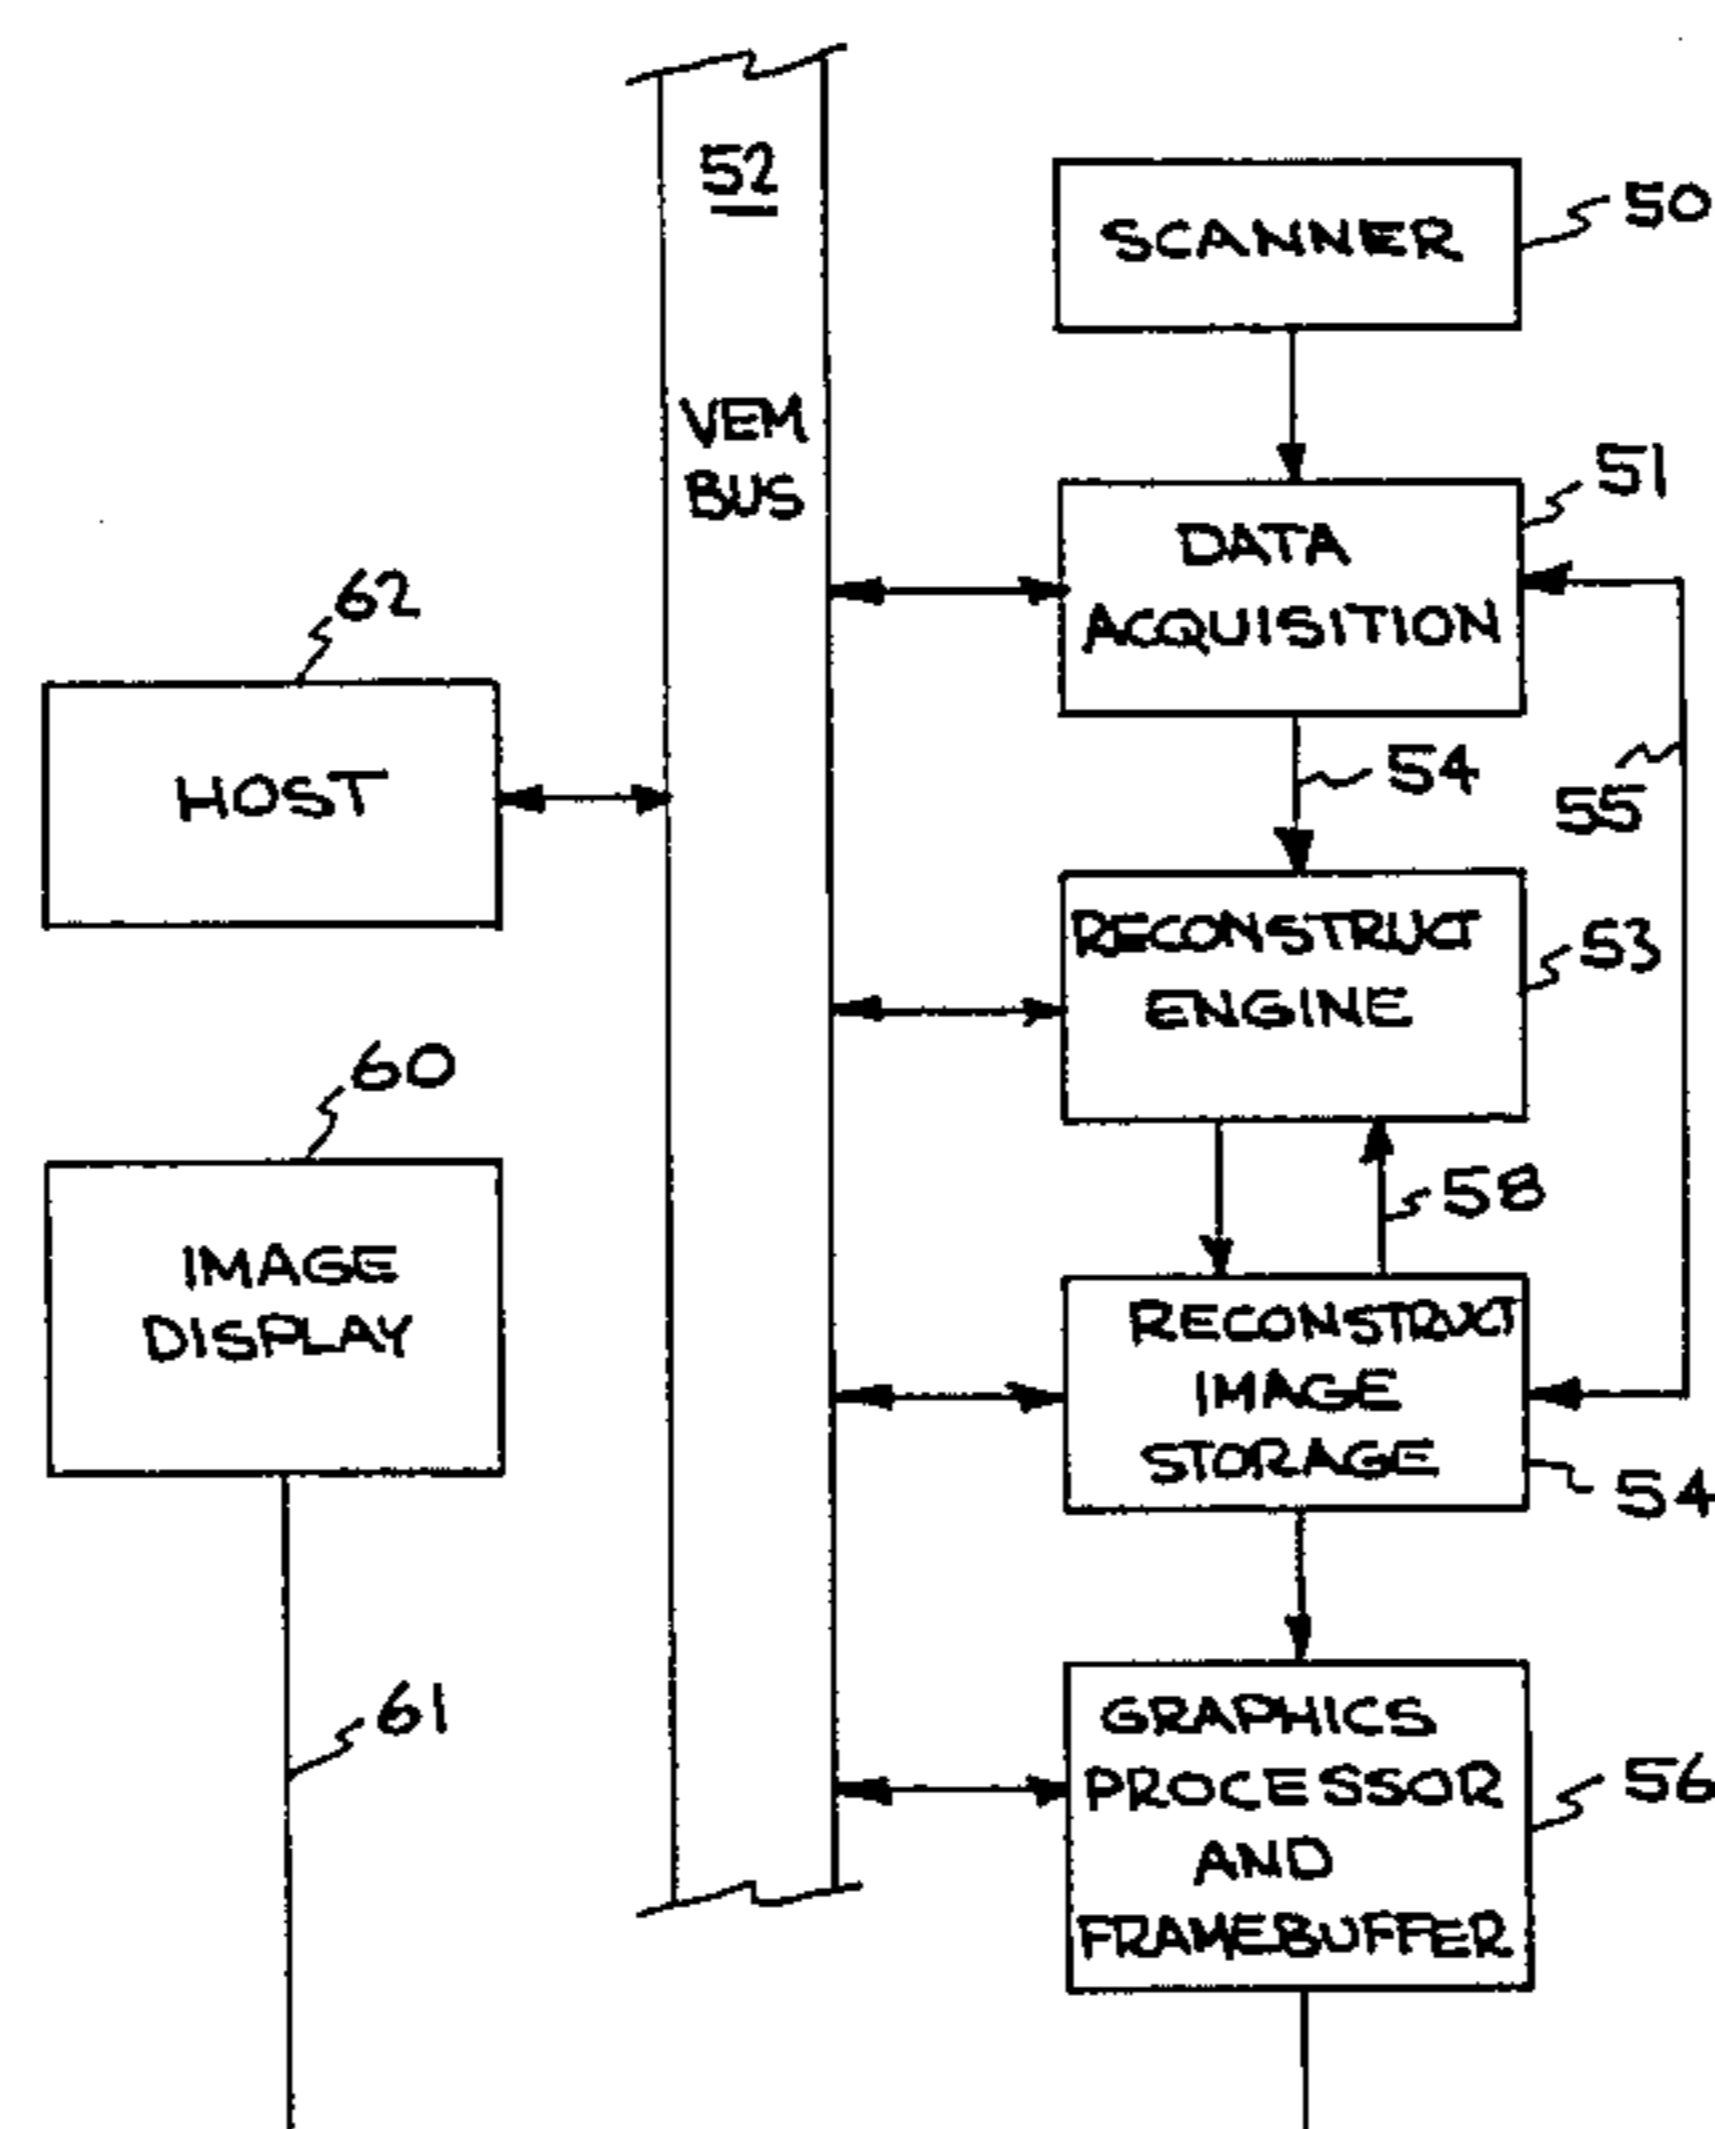 52
VEM
BUS
SCANNER
50
DATA
ACQUISITION
51
62
HOST
54
55
RECONSTRUCT
ENGINE
53
60
IMAGE
DISPLAY
58
RECONSTRUCT
IMAGE
STORAGE
54
61
GRAPHICS
PROCESSOR
AND
FRAMEBUFFER
56